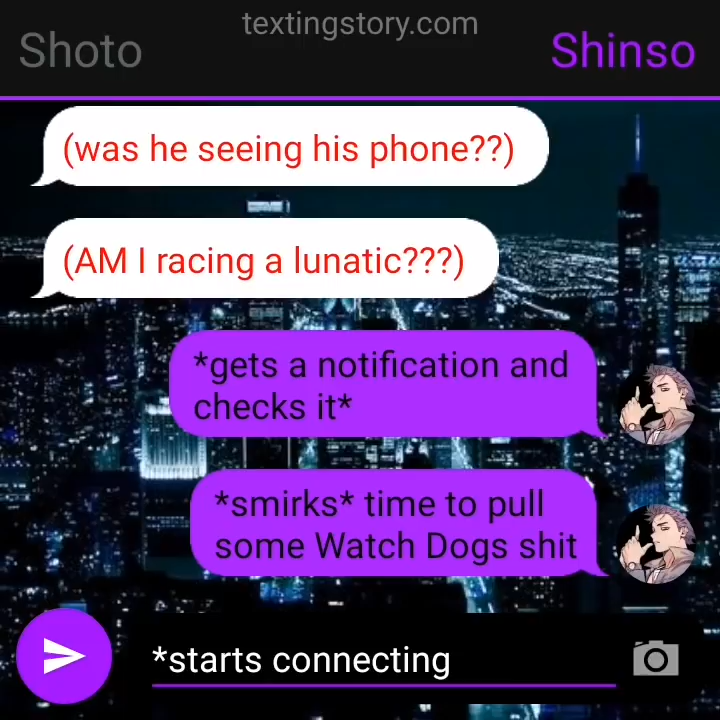 textingstory.com
Shoto
Shinso
(was he seeing his phone??)
(AM I racing a lunatic???)
*gets a notification and
checks it*
*smirks* time to pull
some Watch Dogs shit
*starts connecting